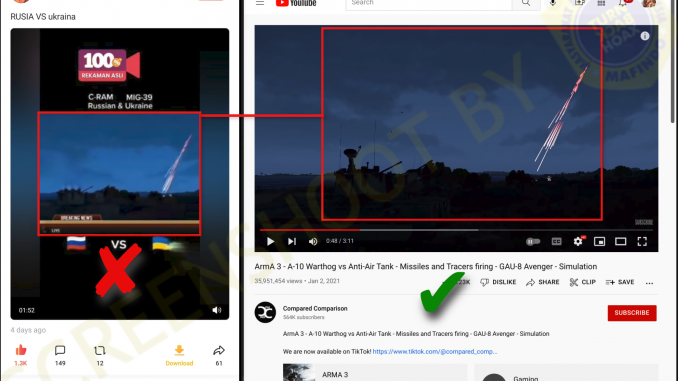 RUSIA VS ukraina
100%
REKAMAN ASLI
C-RAM MIG-39
Russian & Ukraine
BREAKING NEWS
LIVE
VS
01:52
4 days ago
1.3K
149
12
Download
61
YouTube
Search
SUBSCRIBE
0:48 / 3:11
ArmA 3 - A-10 Warthog vs Anti-Air Tank - Missiles and Tracers firing - GAU-8 Avenger - Simulation
35,951,454 views • Jan 2, 2021
DISLIKE
SHARE
CLIP
SAVE
Compared Comparison
564K subscribers
SUBSCRIBE
ArmA 3 - A-10 Warthog vs Anti-Air Tank - Missiles and Tracers firing - GAU-8 Avenger - Simulation
We are now available on TikTok! https://www.tiktok.com/@compared_comp...
ARMA 3
Gaming
SCREENSHOOT BY
TURN
HOAX
MAFINDO